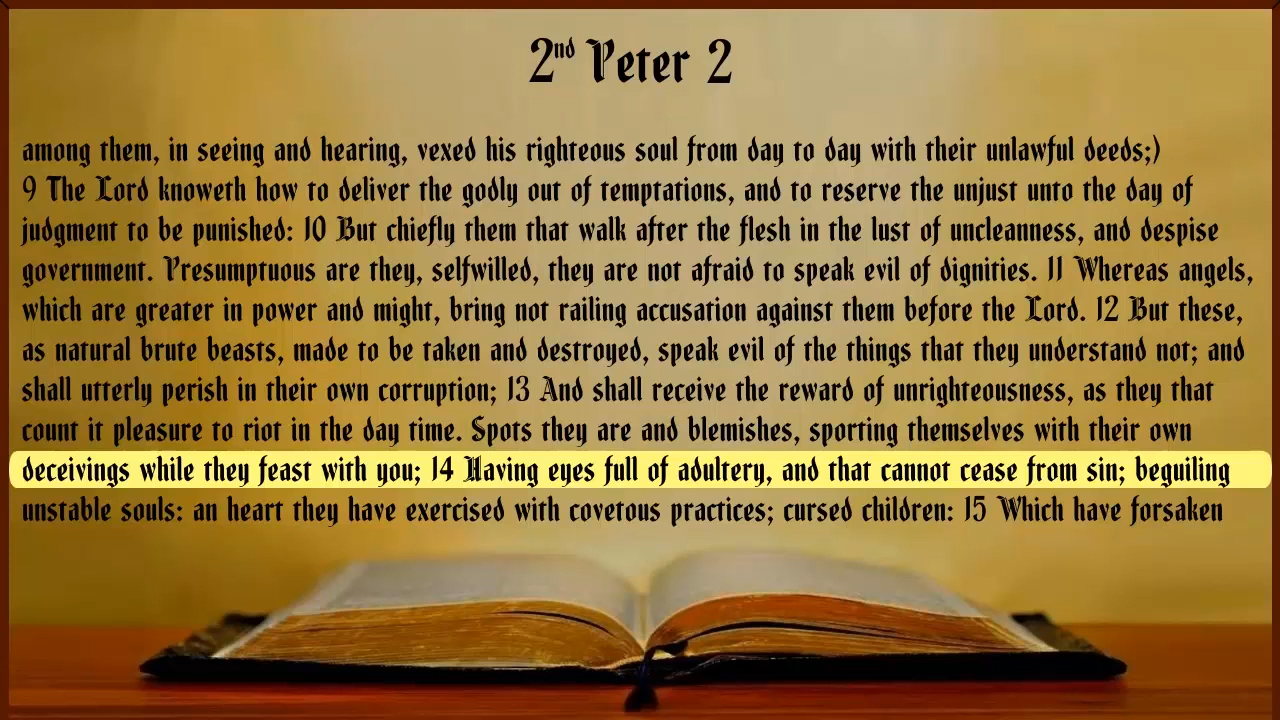 2nd Peter 2
among them, in seeing and hearing, vexed his righteous soul from day to day with their unlawful deeds;)
9 The Lord knoweth how to deliver the godly out of temptations, and to reserve the unjust unto the day of
judgment to be punished: 10 But chiefly them that walk after the flesh in the lust of uncleanness, and despise
government. Presumptuous are they, selfwilled, they are not afraid to speak evil of dignities. 11 Whereas angels,
which are greater in power and might, bring not railing accusation against them before the Lord. 12 But these,
as natural brute beasts, made to be taken and destroyed, speak evil of the things that they understand not; and
shall utterly perish in their own corruption; 13 And shall receive the reward of unrighteousness, as they that
count it pleasure to riot in the day time. Spots they are and blemishes, sporting themselves with their own
deceivings while they feast with you; 14 Having eyes full of adultery, and that cannot cease from sin; beguiling
unstable souls: an heart they have exercised with covetous practices; cursed children: 15 Which have forsaken